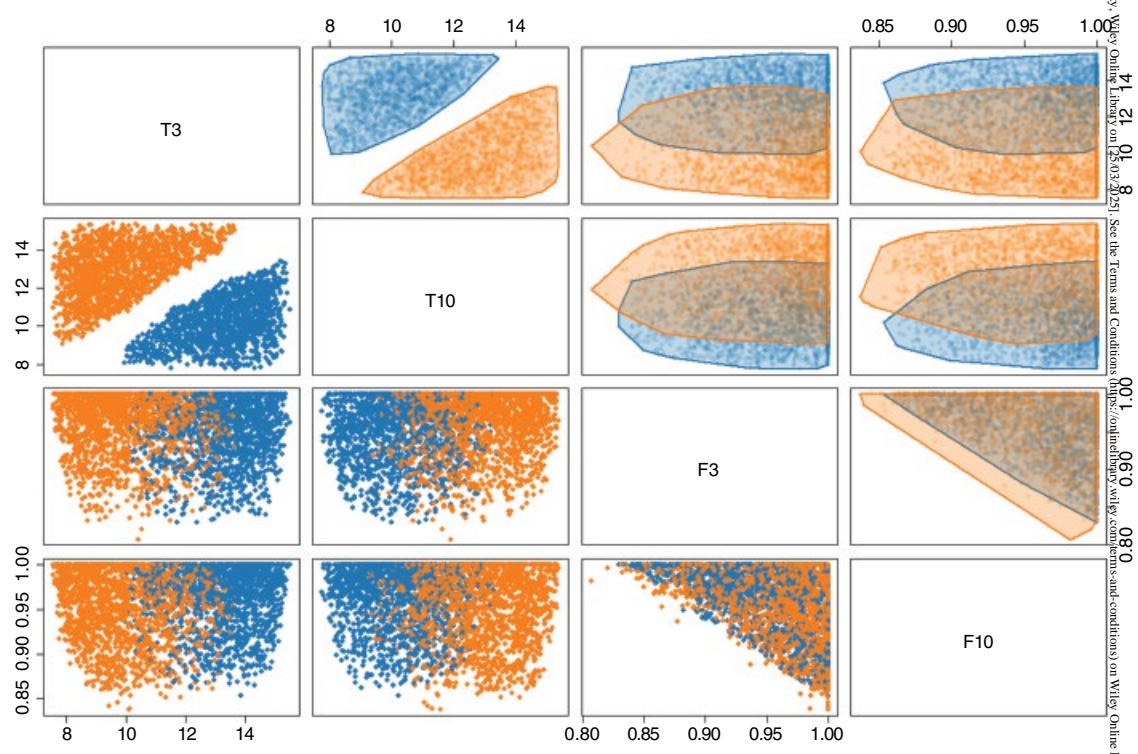 8 10 12 14
0.85 0.90 0.95 1.00
T3
8 10 12 14
8 10 12 14
T10
F3
0.80 0.90 1.00
0.85 0.90 0.95 1.00
F10
8 10 12 14
0.80 0.85 0.90 0.95 1.00
y, Wiley Online Library on [25/03/2025]. See the Terms and Conditions (https://onlinelibrary.wiley.com/terms-and-conditions) on Wiley Online